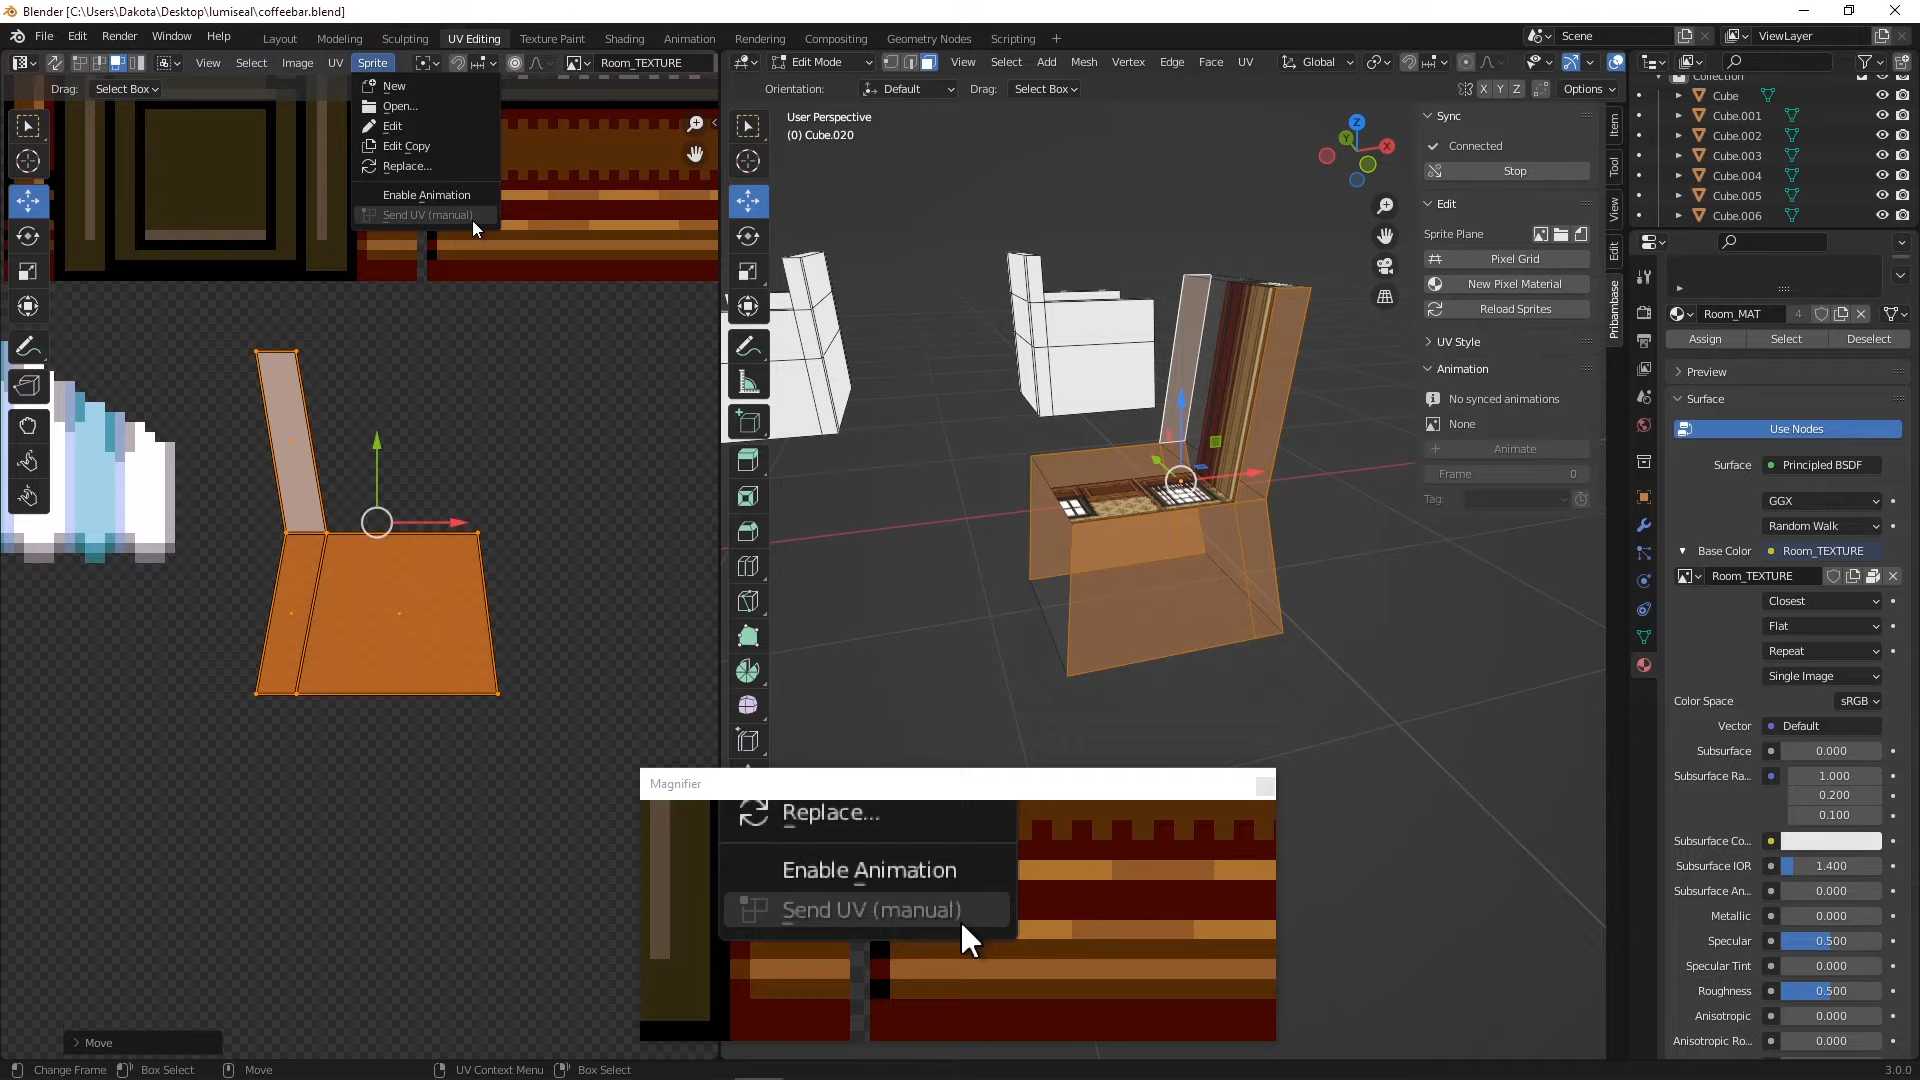 Blender [C:\Users\Dakota\Desktop\lumiseal\coffeebar.blend]
File Edit Render Window Help
Layout Modeling Sculpting UV Editing Texture Paint Shading Animation Rendering Compositing Geometry Nodes Scripting +
Scene
ViewLayer
View Select Image UV Sprite
Room_TEXTURE
Drag: Select Box
New
Open...
Edit
Edit Copy
Replace...
Enable Animation
Send UV (manual)
Edit Mode
View Select Add Mesh Vertex Edge Face UV
Global
Orientation: Default Drag: Select Box
X Y Z
Options
User Perspective
(0) Cube.020
Z
Y
X
Sync
Connected
Stop
Edit
Sprite Plane
Pixel Grid
New Pixel Material
Reload Sprites
UV Style
Animation
No synced animations
None
Animate
Frame 0
Tag:
Item
Tool
View
Edit
Pribambase
Collection
Cube
Cube.001
Cube.002
Cube.003
Cube.004
Cube.005
Cube.006
Room_MAT 4
Assign Select Deselect
Preview
Surface
Use Nodes
Surface Principled BSDF
GGX
Random Walk
Base Color Room_TEXTURE
Room_TEXTURE
Closest
Flat
Repeat
Single Image
Color Space sRGB
Vector Default
Subsurface 0.000
Subsurface Ra... 1.000
0.200
0.100
Subsurface Co...
Subsurface IOR 1.400
Subsurface An... 0.000
Metallic 0.000
Specular 0.500
Specular Tint 0.000
Roughness 0.500
Anisotropic 0.000
Anisotropic Ro... 0.000
Magnifier
Replace...
Enable Animation
Send UV (manual)
Move
Change Frame Box Select Move UV Context Menu Box Select
3.0.0